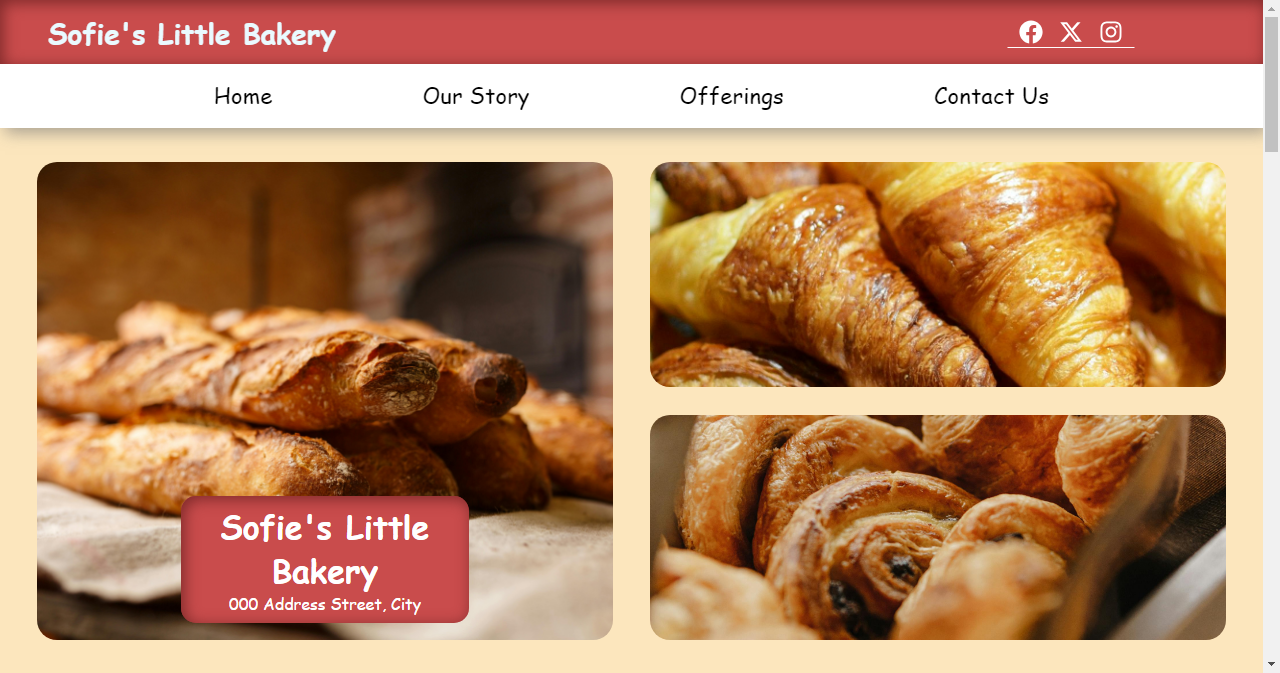 Sofie's Little Bakery
Home
Our Story
Offerings
Contact Us
Sofie's Little
Bakery
000 Address Street, City